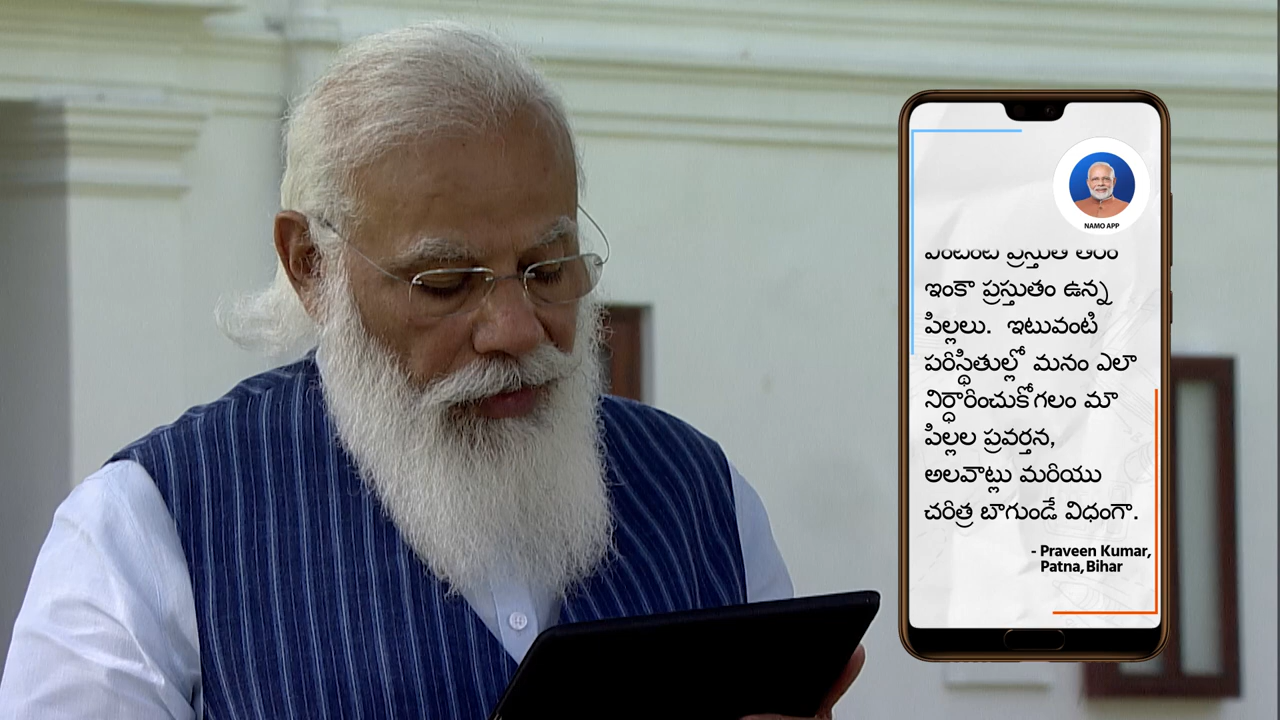 NAMO APP
ఇంకా ప్రస్తుతం ఉన్న
పిల్లలు. ఇటువంటి
పరిస్థితుల్లో మనం ఎలా
నిర్ధారించుకోగలం మా
పిల్లల ప్రవర్తన,
అలవాట్లు మరియు
చరిత్ర బాగుండే విధంగా.
- Praveen Kumar,
Patna, Bihar